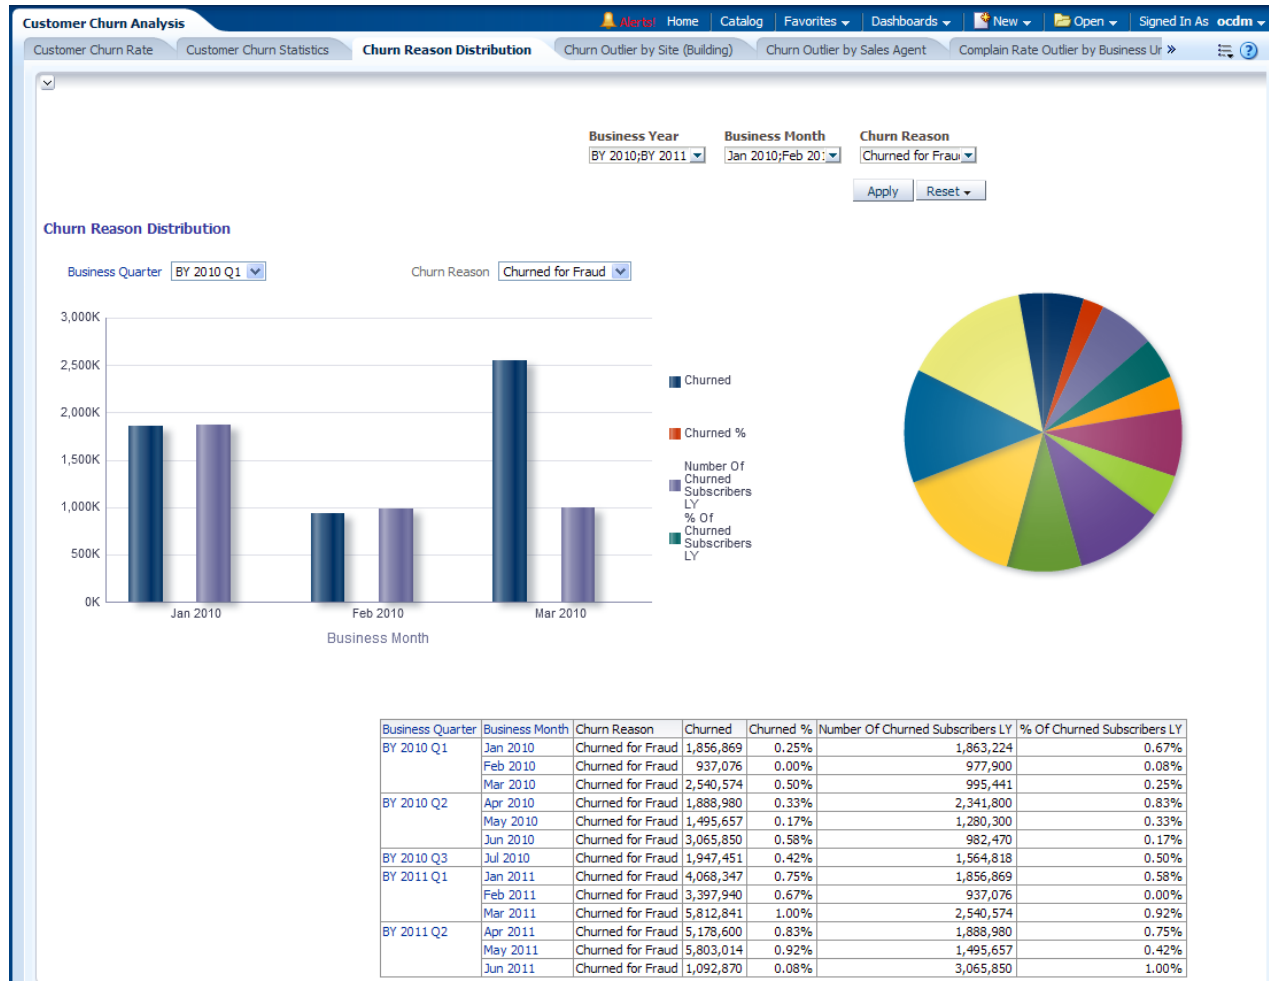 Customer Churn Analysis
Alerts! Home Catalog Favorites Dashboards New Open Signed In As ocdm
Customer Churn Rate Customer Churn Statistics Churn Reason Distribution Churn Outlier by Site (Building) Churn Outlier by Sales Agent Complain Rate Outlier by Business Ur »
Business Year Business Month Churn Reason
BY 2010;BY 2011 Jan 2010;Feb 20: Churned for Frau
Apply Reset
Churn Reason Distribution
Business Quarter BY 2010 Q1 Churn Reason Churned for Fraud
3,000K
2,500K
2,000K
1,500K
1,000K
500K
0K
Jan 2010 Feb 2010 Mar 2010
Business Month
Churned
Churned %
Number Of
Churned
Subscribers
LY
% Of
Churned
Subscribers
LY
Business Quarter Business Month Churn Reason Churned Churned % Number Of Churned Subscribers LY % Of Churned Subscribers LY
BY 2010 Q1 Jan 2010 Churned for Fraud 1,856,869 0.25% 1,863,224 0.67%
Feb 2010 Churned for Fraud 937,076 0.00% 977,900 0.08%
Mar 2010 Churned for Fraud 2,540,574 0.50% 995,441 0.25%
BY 2010 Q2 Apr 2010 Churned for Fraud 1,888,980 0.33% 2,341,800 0.83%
May 2010 Churned for Fraud 1,495,657 0.17% 1,280,300 0.33%
Jun 2010 Churned for Fraud 3,065,850 0.58% 982,470 0.17%
BY 2010 Q3 Jul 2010 Churned for Fraud 1,947,451 0.42% 1,564,818 0.50%
BY 2011 Q1 Jan 2011 Churned for Fraud 4,068,347 0.75% 1,856,869 0.58%
Feb 2011 Churned for Fraud 3,397,940 0.67% 937,076 0.00%
Mar 2011 Churned for Fraud 5,812,841 1.00% 2,540,574 0.92%
BY 2011 Q2 Apr 2011 Churned for Fraud 5,178,600 0.83% 1,888,980 0.75%
May 2011 Churned for Fraud 5,803,014 0.92% 1,495,657 0.42%
Jun 2011 Churned for Fraud 1,092,870 0.08% 3,065,850 1.00%